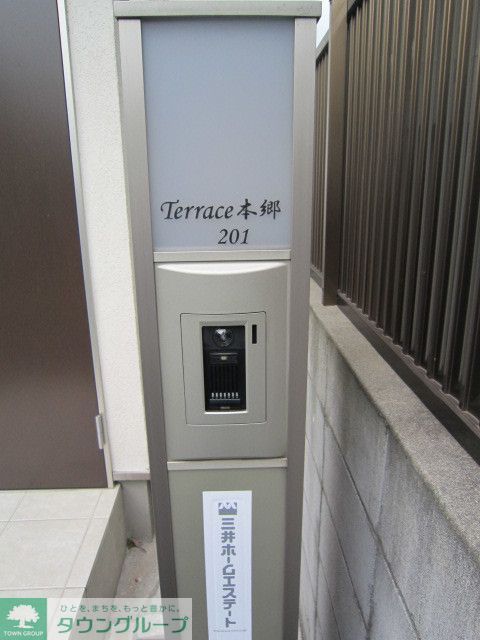 Terrace本郷
201
三井ホームエステート
ひとを、まちを、もっと豊かに。
タウングループ
TOWN GROUP